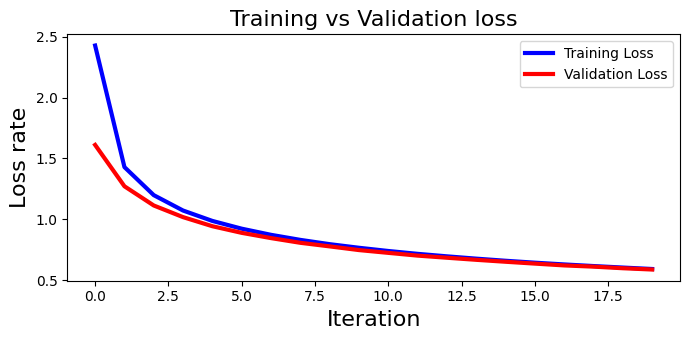 Training vs Validation loss
Training Loss
Validation Loss
Loss rate
2.5
2.0
1.5
1.0
0.5
0.0 2.5 5.0 7.5 10.0 12.5 15.0 17.5
Iteration